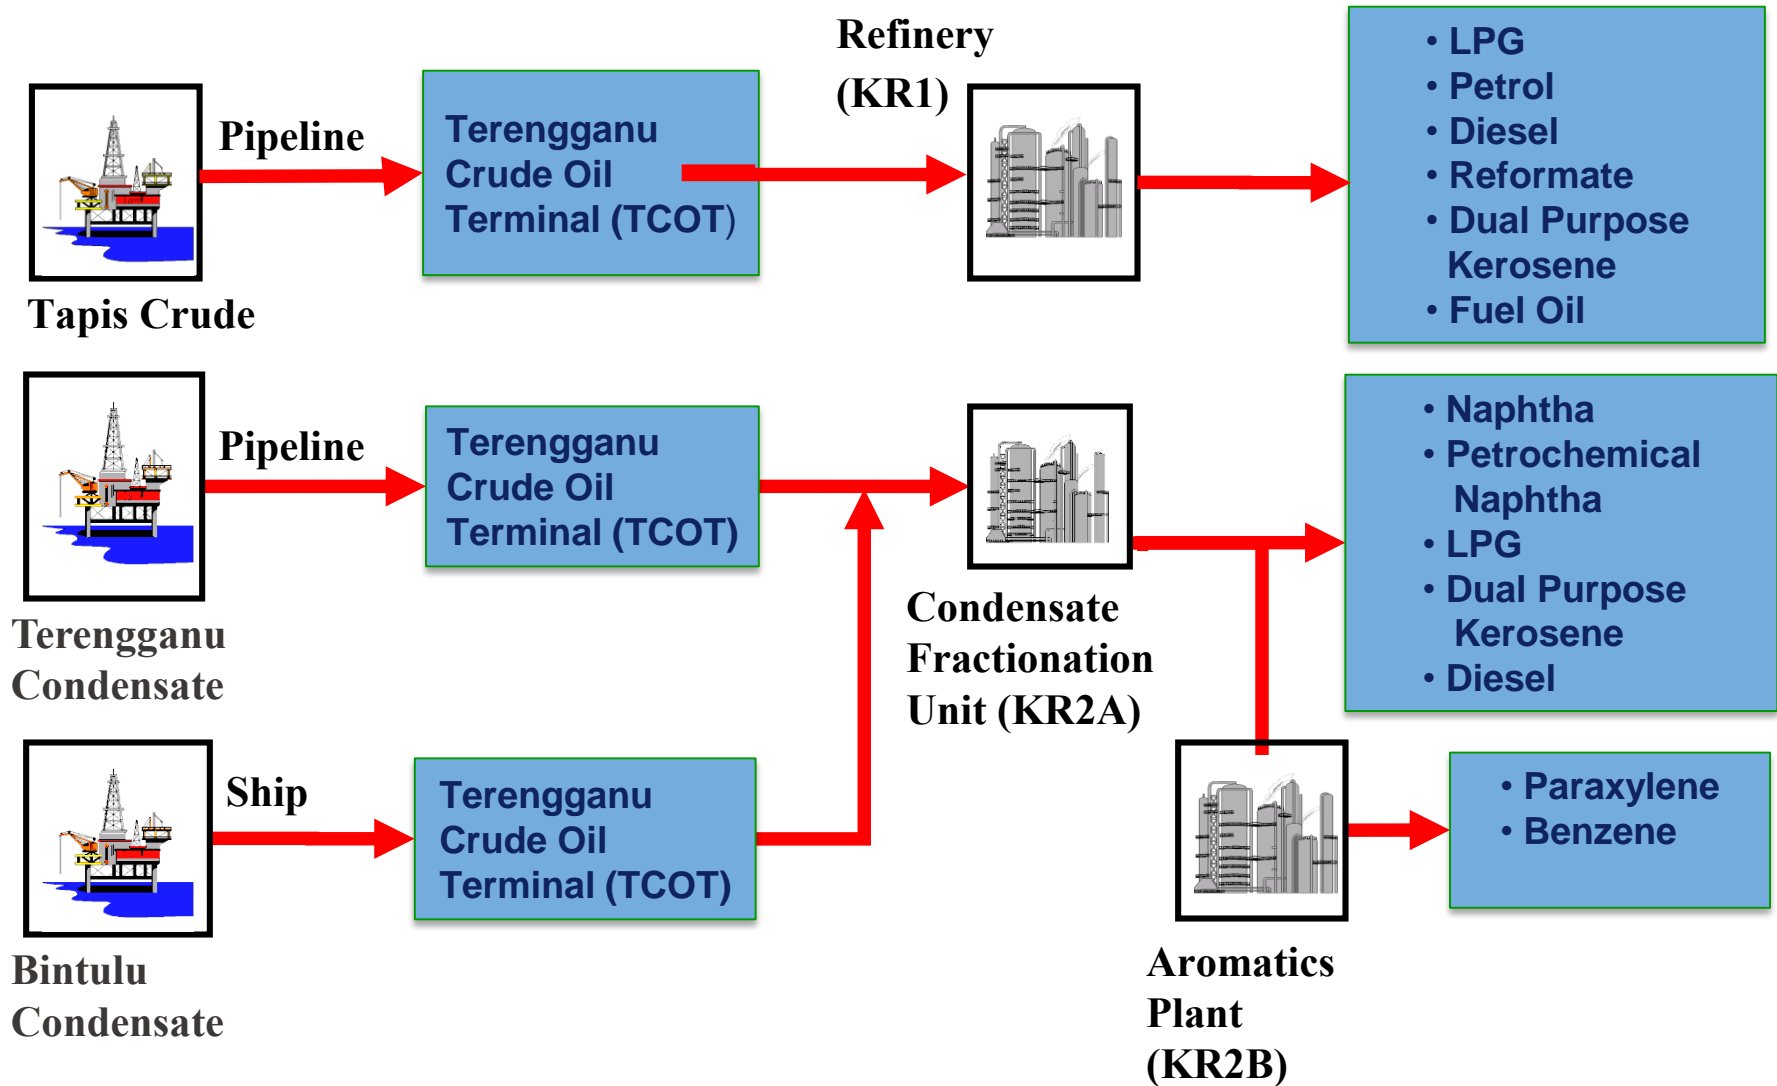 Refinery
(KR1)
Pipeline
Terengganu
Crude Oil
Terminal (TCOT)
Tapis Crude
• LPG
• Petrol
• Diesel
• Reformate
• Dual Purpose
Kerosene
• Fuel Oil
Pipeline
Terengganu
Crude Oil
Terminal (TCOT)
Terengganu
Condensate
Condensate
Fractionation
Unit (KR2A)
• Naphtha
• Petrochemical
Naphtha
• LPG
• Dual Purpose
Kerosene
• Diesel
Ship
Terengganu
Crude Oil
Terminal (TCOT)
Bintulu
Condensate
Aromatics
Plant
(KR2B)
• Paraxylene
• Benzene